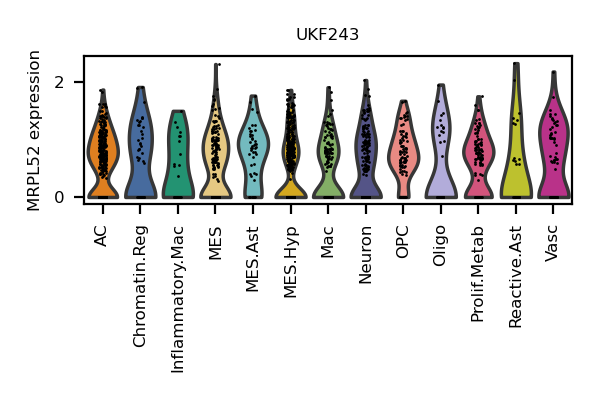 UKF243
MRPL52 expression
2
0
AC
Chromatin.Reg
Inflammatory.Mac
MES
MES.Ast
MES.Hyp
Mac
Neuron
OPC
Oligo
Prolif.Metab
Reactive.Ast
Vasc